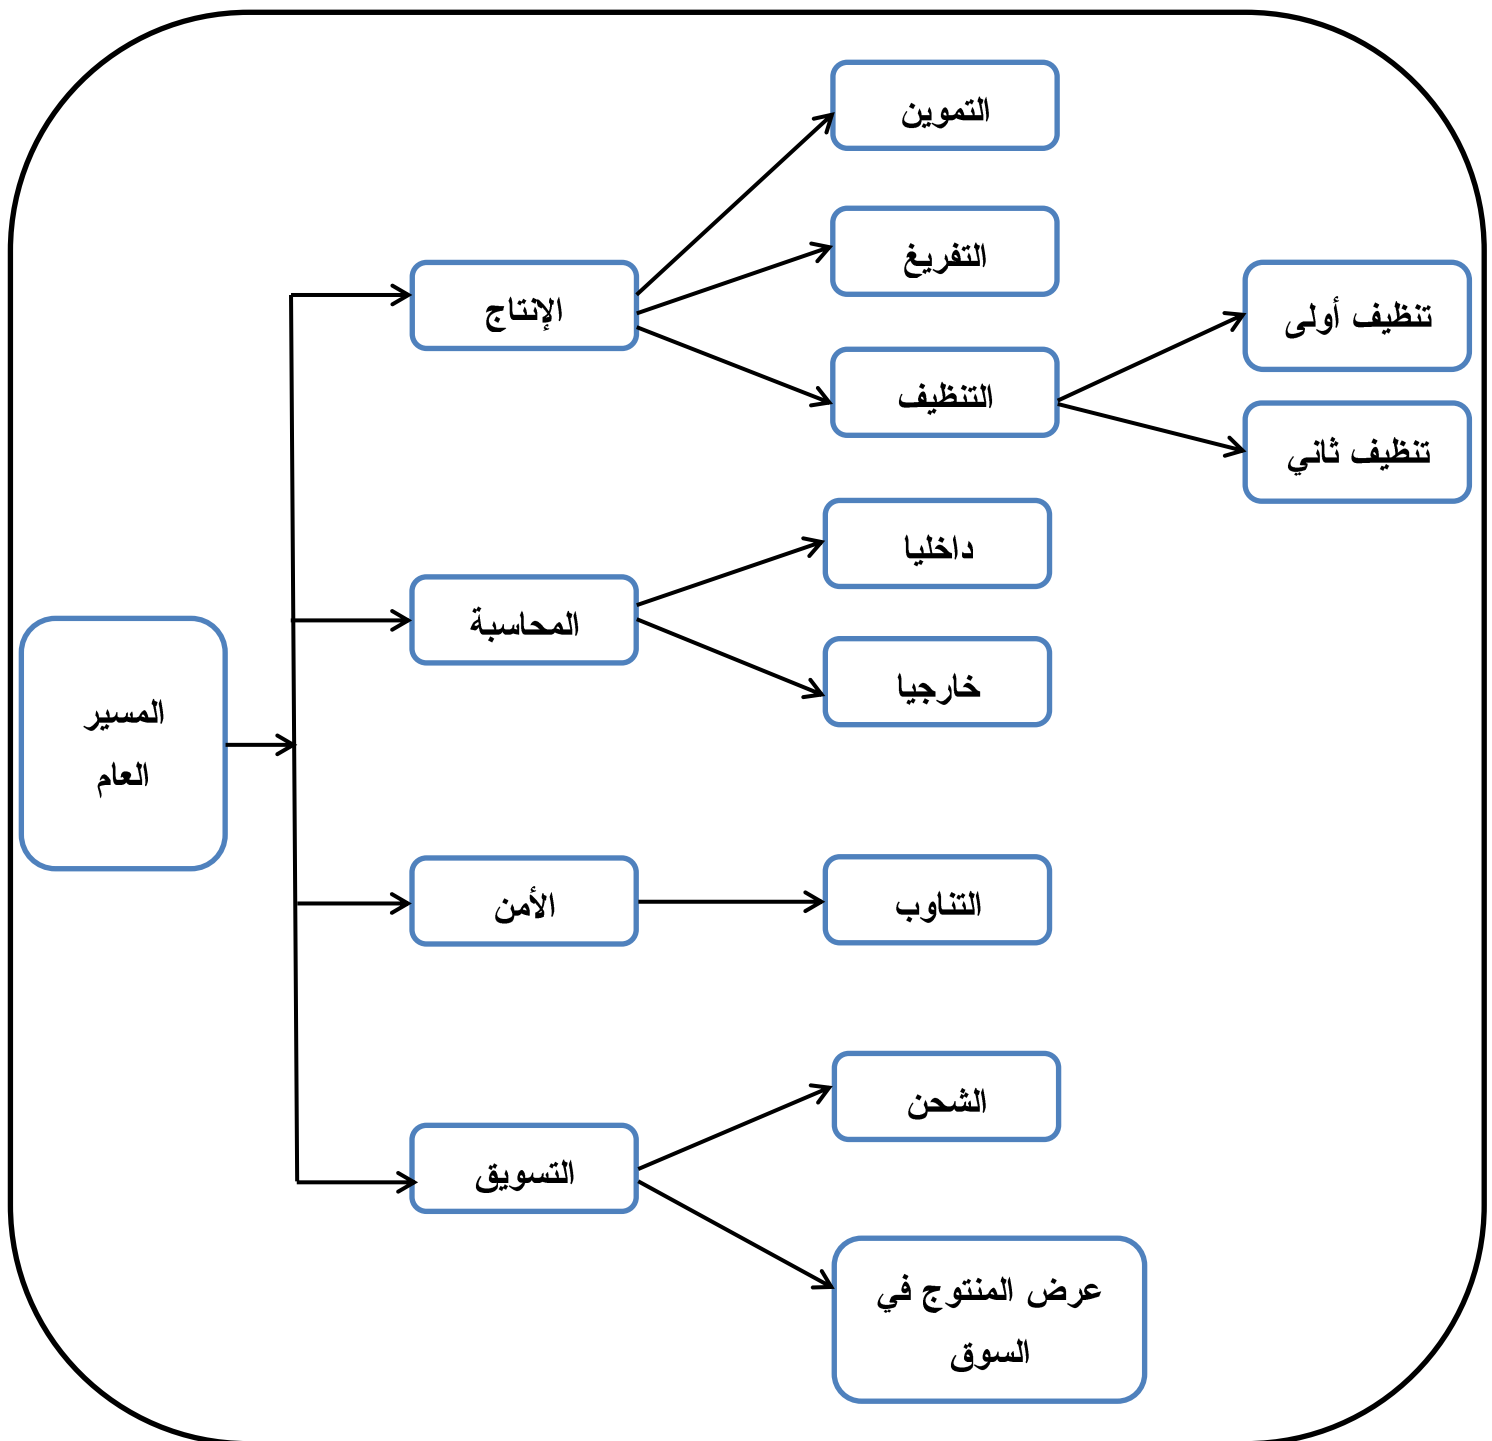 المسير
العام
الإنتاج
التموين
التفريغ
التنظيف
تنظيف أولى
تنظيف ثاني
المحاسبة
داخليا
خارجيا
الأمن
التناوب
التسويق
الشحن
عرض المنتوج في
السوق